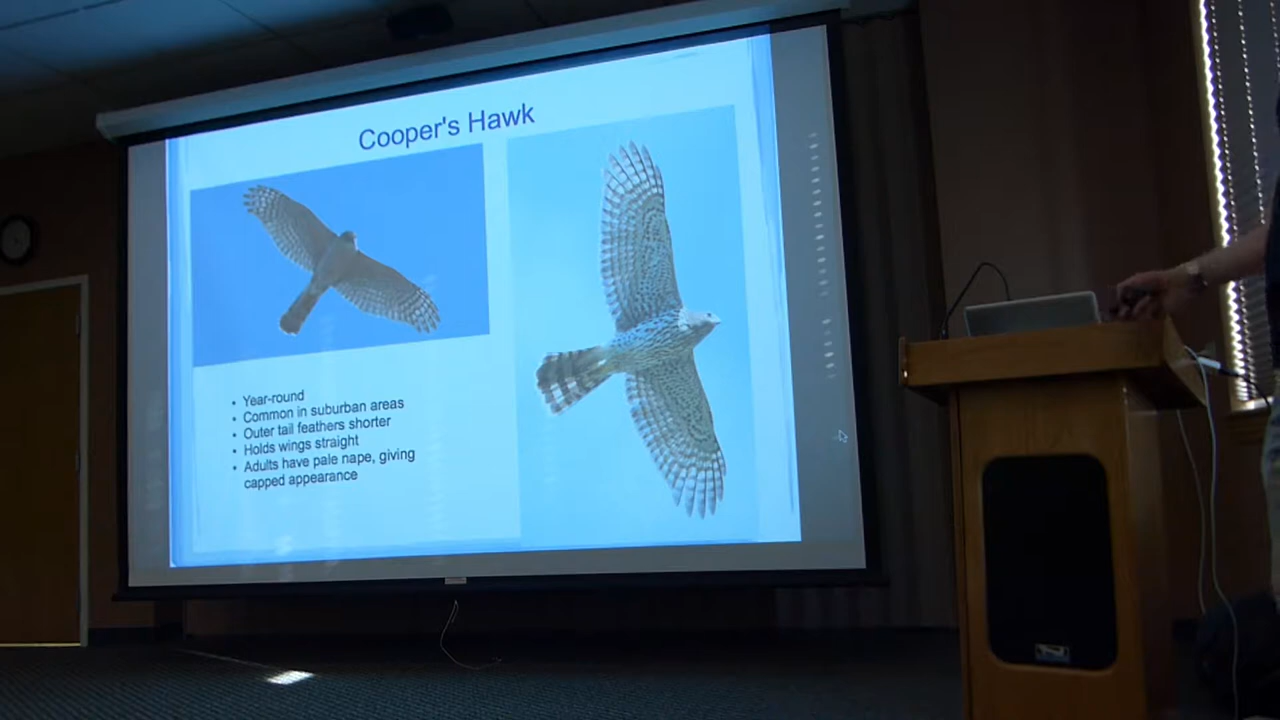 Cooper's Hawk
• Year-round
• Common in suburban areas
• Outer tail feathers shorter
• Holds wings straight
• Adults have pale nape, giving
capped appearance